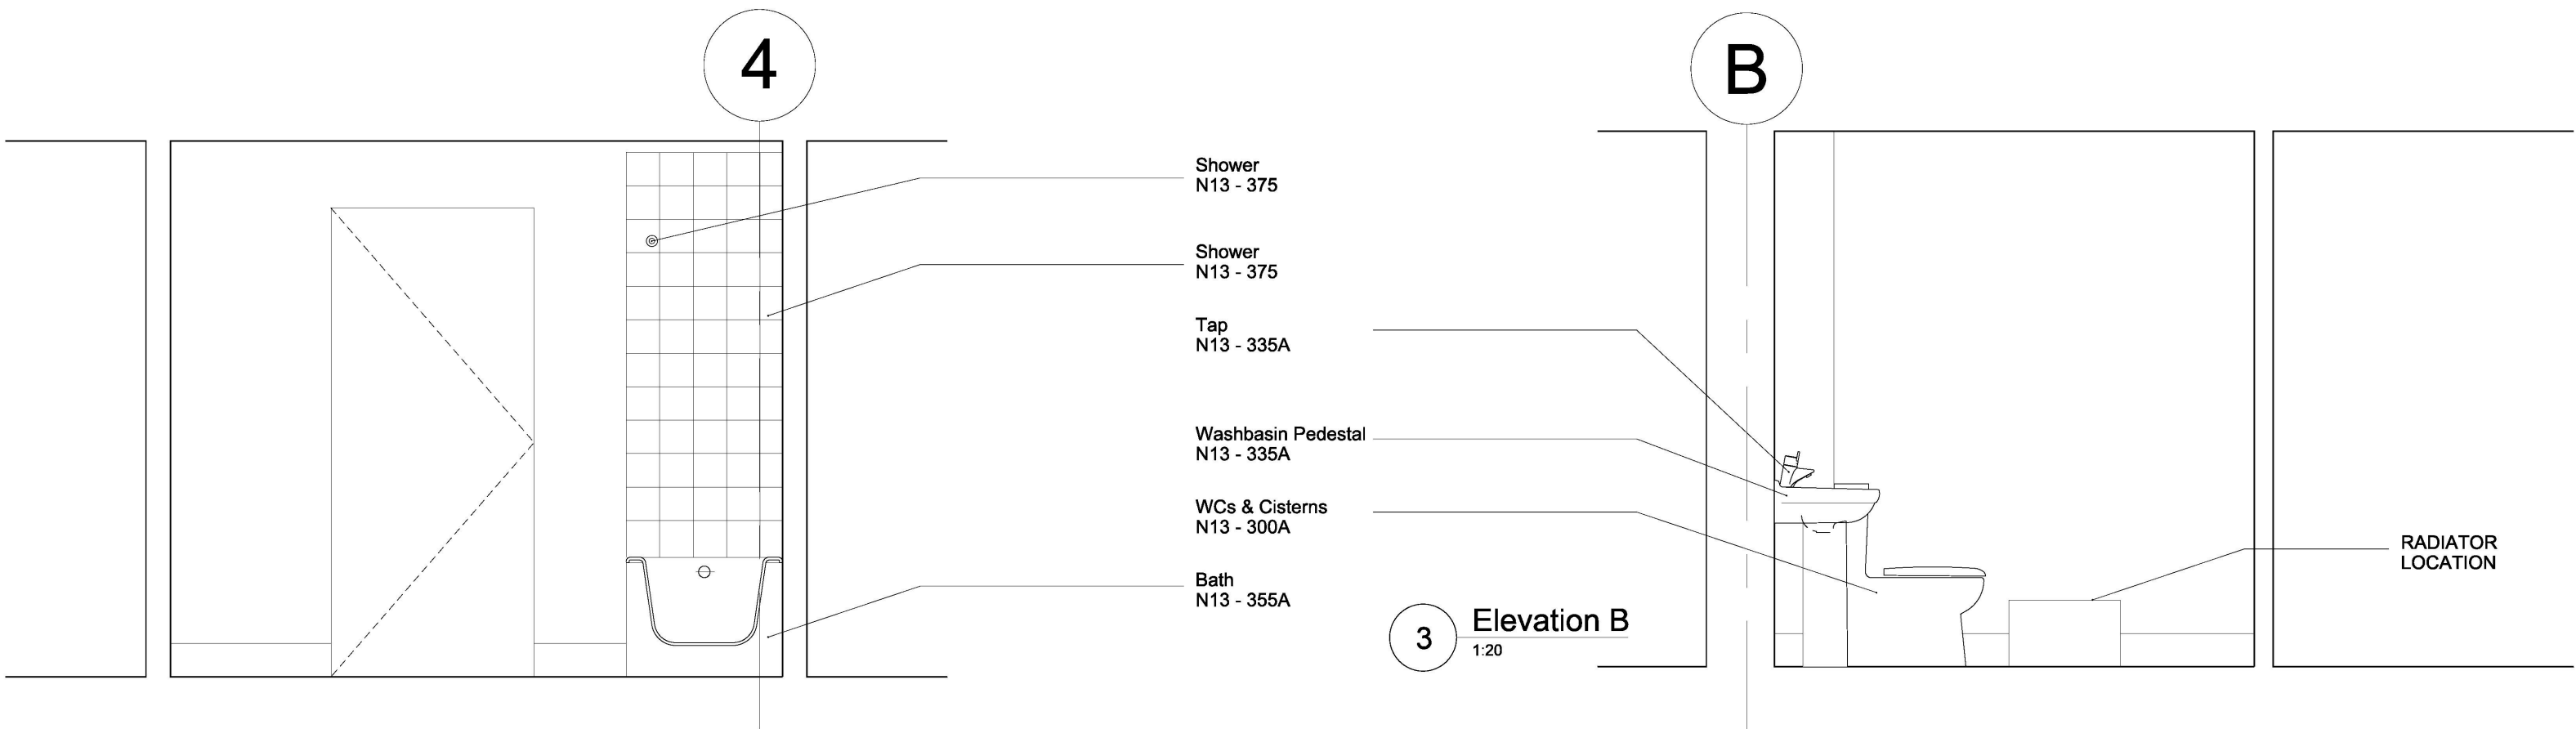 4
B
Shower
N13 - 375
Shower
N13 - 375
Tap
N13 - 335A
Washbasin Pedestal
N13 - 335A
WCs & Cisterns
N13 - 300A
Bath
N13 - 355A
3
Elevation B
1:20
RADIATOR
LOCATION